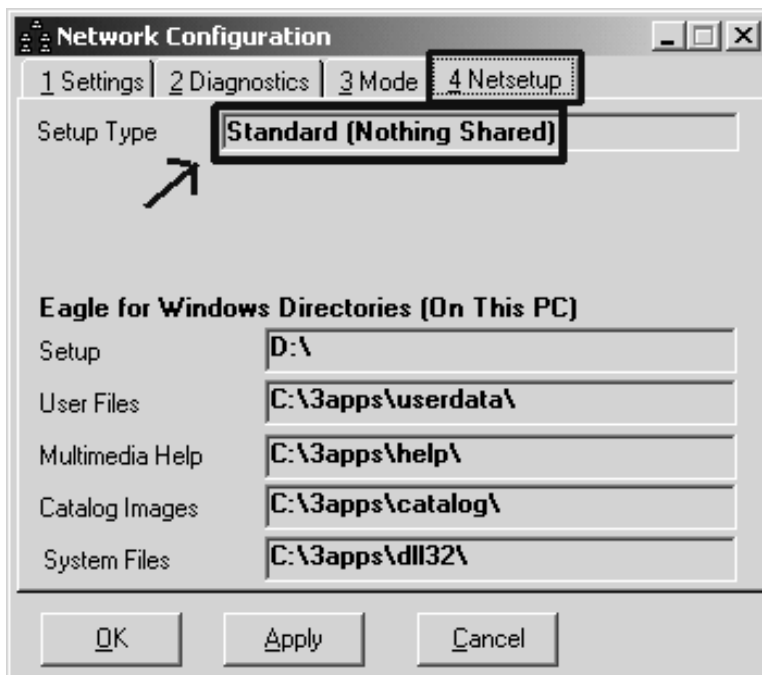 Network Configuration
1 Settings 2 Diagnostics 3 Mode 4 Netsetup
Setup Type Standard (Nothing Shared)
Eagle for Windows Directories (On This PC)
Setup D:\
User Files C:\3apps\userdata\
Multimedia Help C:\3apps\help\
Catalog Images C:\3apps\catalog\
System Files C:\3apps\dll32\
OK Apply Cancel